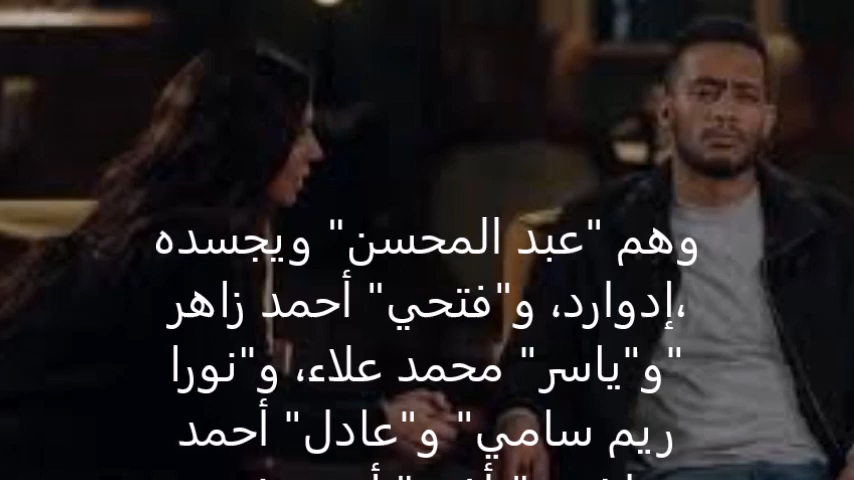 وهم "عبد المحسن" ويجسده
إدوارد، و"فتحي" أحمد زاهر،
و"ياسر" محمد علاء، و"نورا"
ريم سامي" و"عادل" أحمد